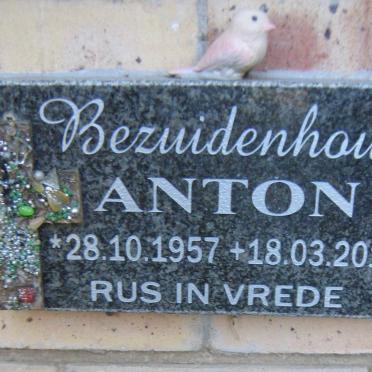 Bezuidenhou
ANTON
*28.10.1957 +18.03.20
RUS IN VREDE